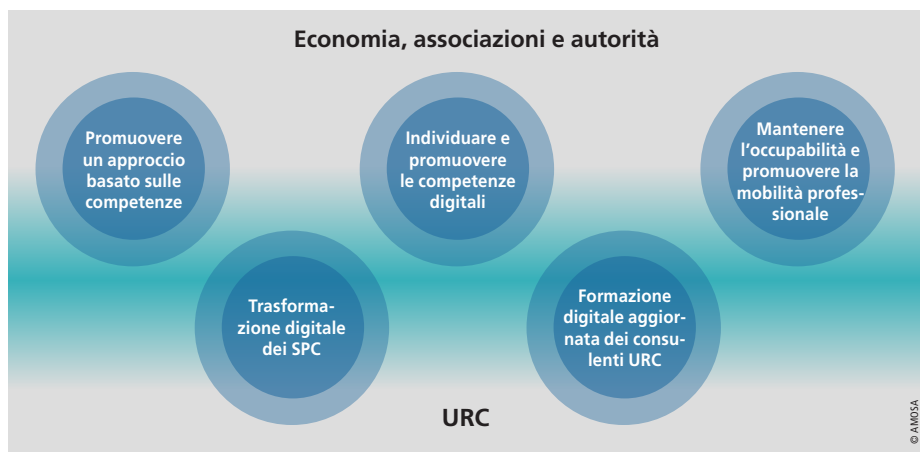 Economia, associazioni e autorità
Promuovere
un approccio
basato sulle
competenze
Individuare e
promuovere
le competenze
digitali
Mantenere
l'occupabilità e
promuovere la
mobilità profes-
sionale
Trasforma-
zione digitale
dei SPC
Formazione
digitale aggior-
nata dei consu-
lenti URC
URC
© AMOSA